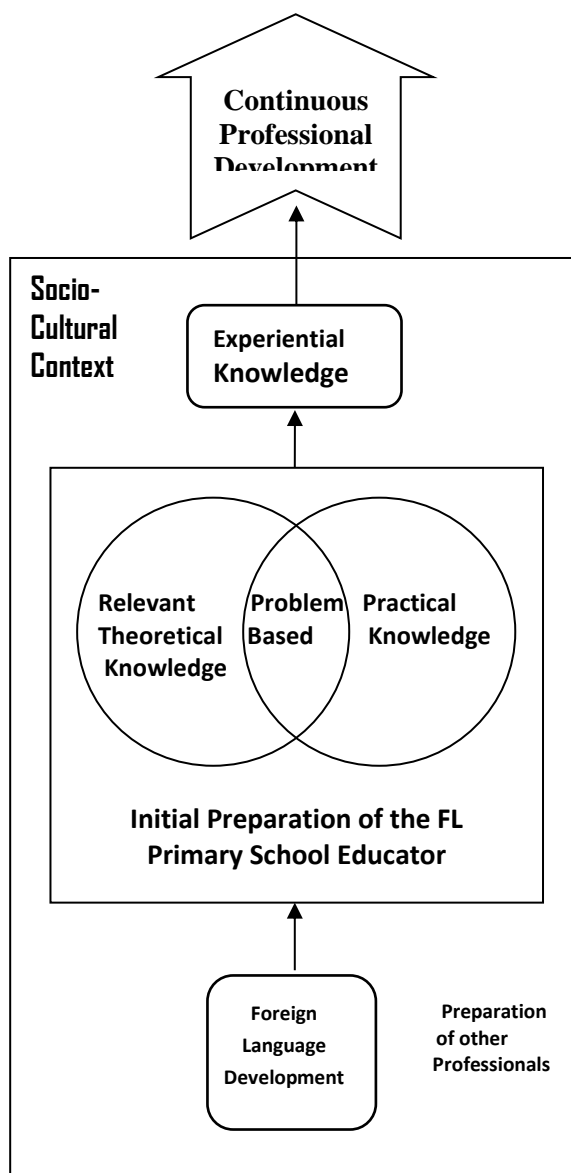 Continuous
Professional
Development
Socio-
Cultural
Context
Experiential
Knowledge
Relevant
Theoretical
Knowledge
Problem
Based
Practical
Knowledge
Initial Preparation of the FL
Primary School Educator
Foreign
Language
Development
Preparation
of other
Professionals